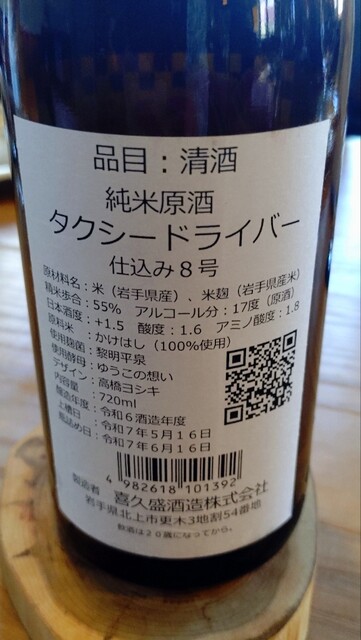 品目：清酒
純米原酒
タクシードライバー
仕込み８号
原材料名：米（岩手県産）、米麹（岩手県産米）
精米歩合：55%　アルコール分：17度（原酒）
日本酒度：+1.5　酸度：1.6　アミノ酸度：1.8
原料米　：かけはし（100%使用）
使用麹菌：黎明平泉
使用酵母：ゆうこの想い
デザイン：高橋ヨシキ
内容量　：720ml
醸造年度：令和６酒造年度
上槽日　：令和７年５月１６日
瓶詰め日：令和７年６月１６日
4 982618 101392
製造者　喜久盛酒造株式会社
岩手県北上市更木3地割54番地
飲酒は２０歳になってから。